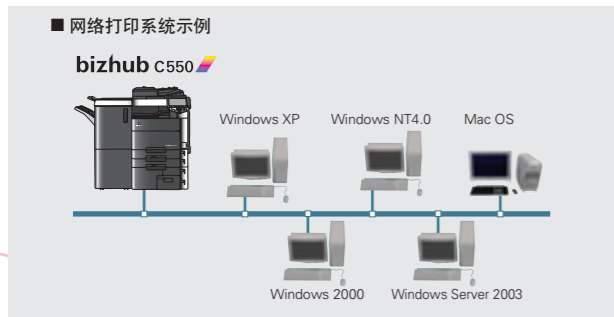 ■ 网络打印系统示例
bizhub C550
Windows XP Windows NT4.0 Mac OS
Windows 2000 Windows Server 2003